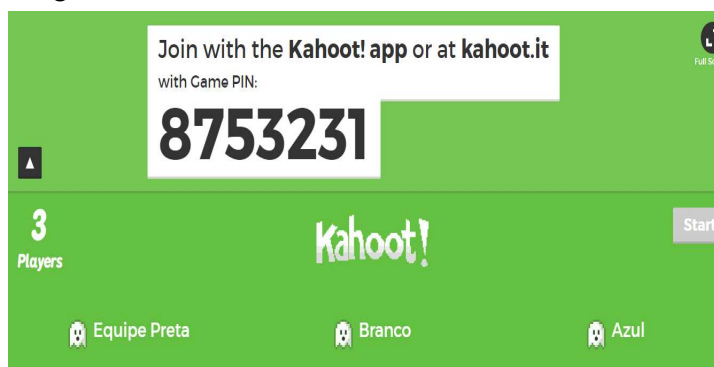 Join with the Kahoot! app or at kahoot.it
with Game PIN:
8753231
3
Players
Kahoot!
Start
Equipe Preta
Branco
Azul